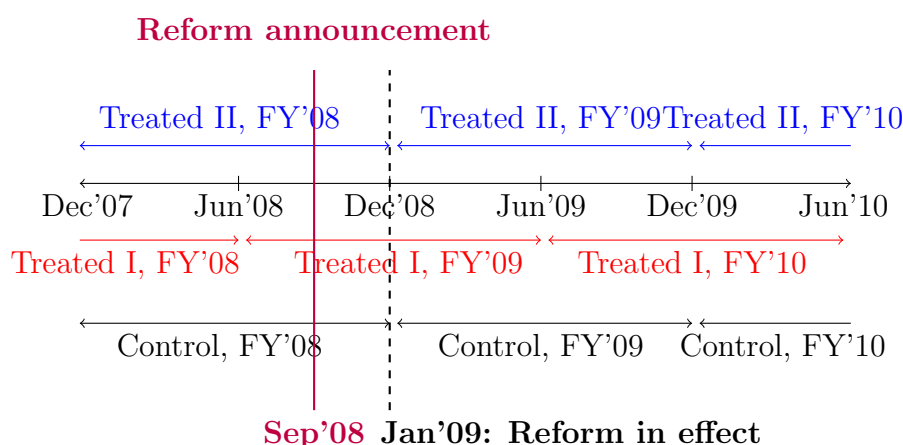 Reform announcement
Treated II, FY'08 Treated II, FY'09 Treated II, FY'10
Dec'07 Jun'08 Dec'08 Jun'09 Dec'09 Jun'10
Treated I, FY'08 Treated I, FY'09 Treated I, FY'10
Control, FY'08 Control, FY'09 Control, FY'10
Sep'08 Jan'09: Reform in effect